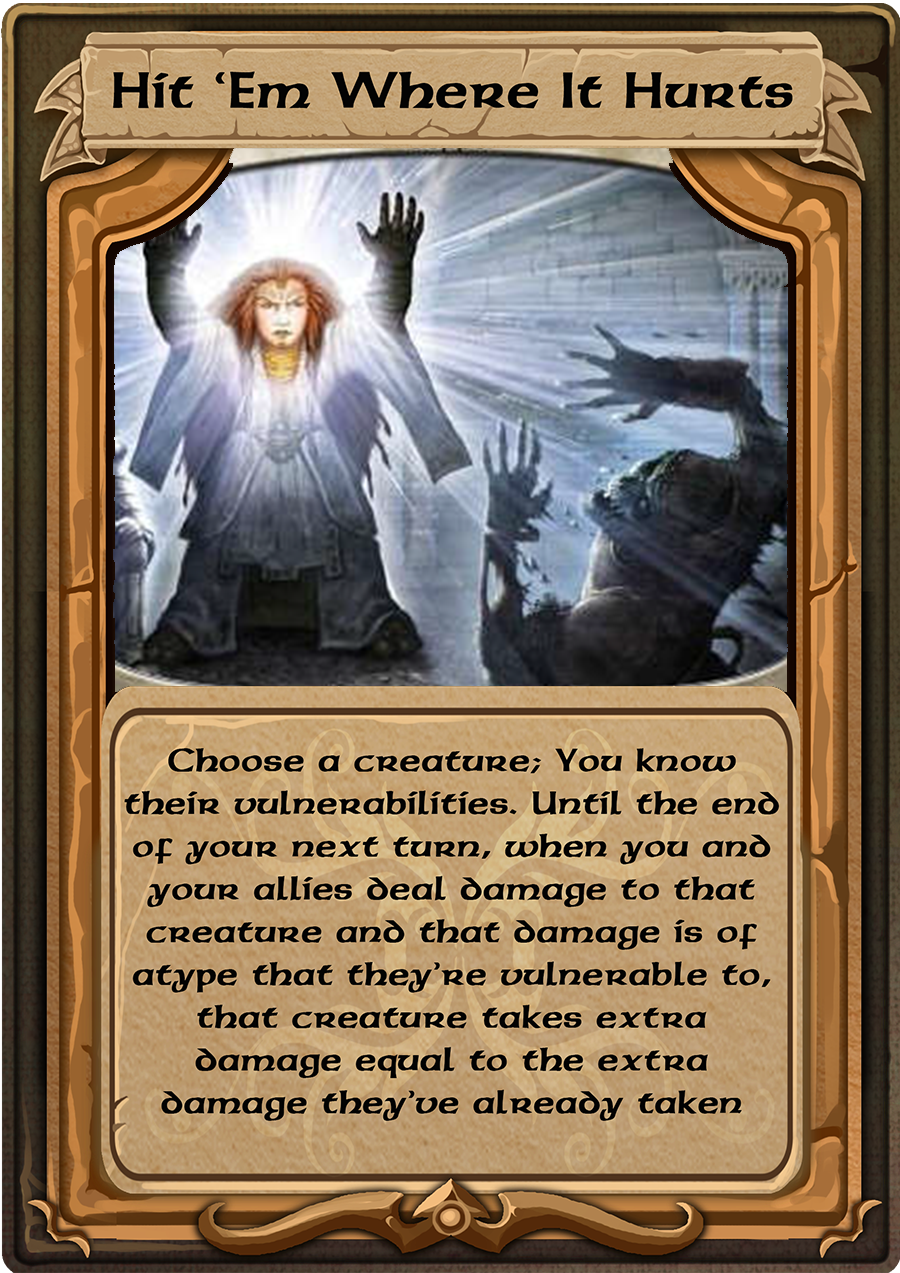 Hit ‘Em Where It Hurts
Choose a creature; You know
their vulnerabilities. Until the end
of your next turn, when you and
your allies deal damage to that
creature and that damage is of
atype that they’re vulnerable to,
that creature takes extra
damage equal to the extra
damage they’ve already taken